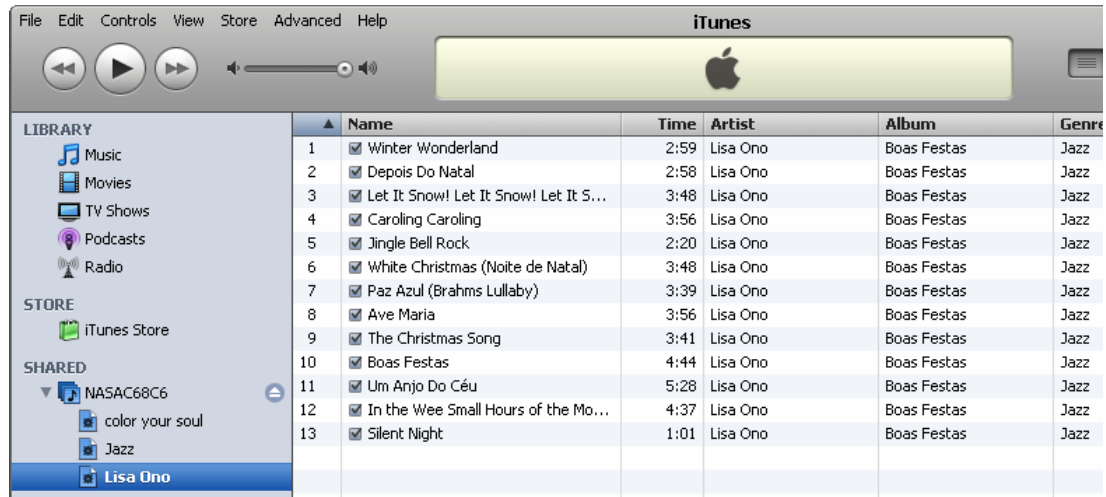 File Edit Controls View Store Advanced Help
iTunes
LIBRARY
Music
Movies
TV Shows
Podcasts
Radio
STORE
iTunes Store
SHARED
NASAC68C6
color your soul
Jazz
Lisa Ono
Name Time Artist Album Genre
1 Winter Wonderland 2:59 Lisa Ono Boas Festas Jazz
2 Depois Do Natal 2:58 Lisa Ono Boas Festas Jazz
3 Let It Snow! Let It Snow! Let It S... 3:48 Lisa Ono Boas Festas Jazz
4 Caroling Caroling 3:56 Lisa Ono Boas Festas Jazz
5 Jingle Bell Rock 2:20 Lisa Ono Boas Festas Jazz
6 White Christmas (Noite de Natal) 3:48 Lisa Ono Boas Festas Jazz
7 Paz Azul (Brahms Lullaby) 3:39 Lisa Ono Boas Festas Jazz
8 Ave Maria 3:56 Lisa Ono Boas Festas Jazz
9 The Christmas Song 3:41 Lisa Ono Boas Festas Jazz
10 Boas Festas 4:44 Lisa Ono Boas Festas Jazz
11 Um Anjo Do Céu 5:28 Lisa Ono Boas Festas Jazz
12 In the Wee Small Hours of the Mo... 4:37 Lisa Ono Boas Festas Jazz
13 Silent Night 1:01 Lisa Ono Boas Festas Jazz